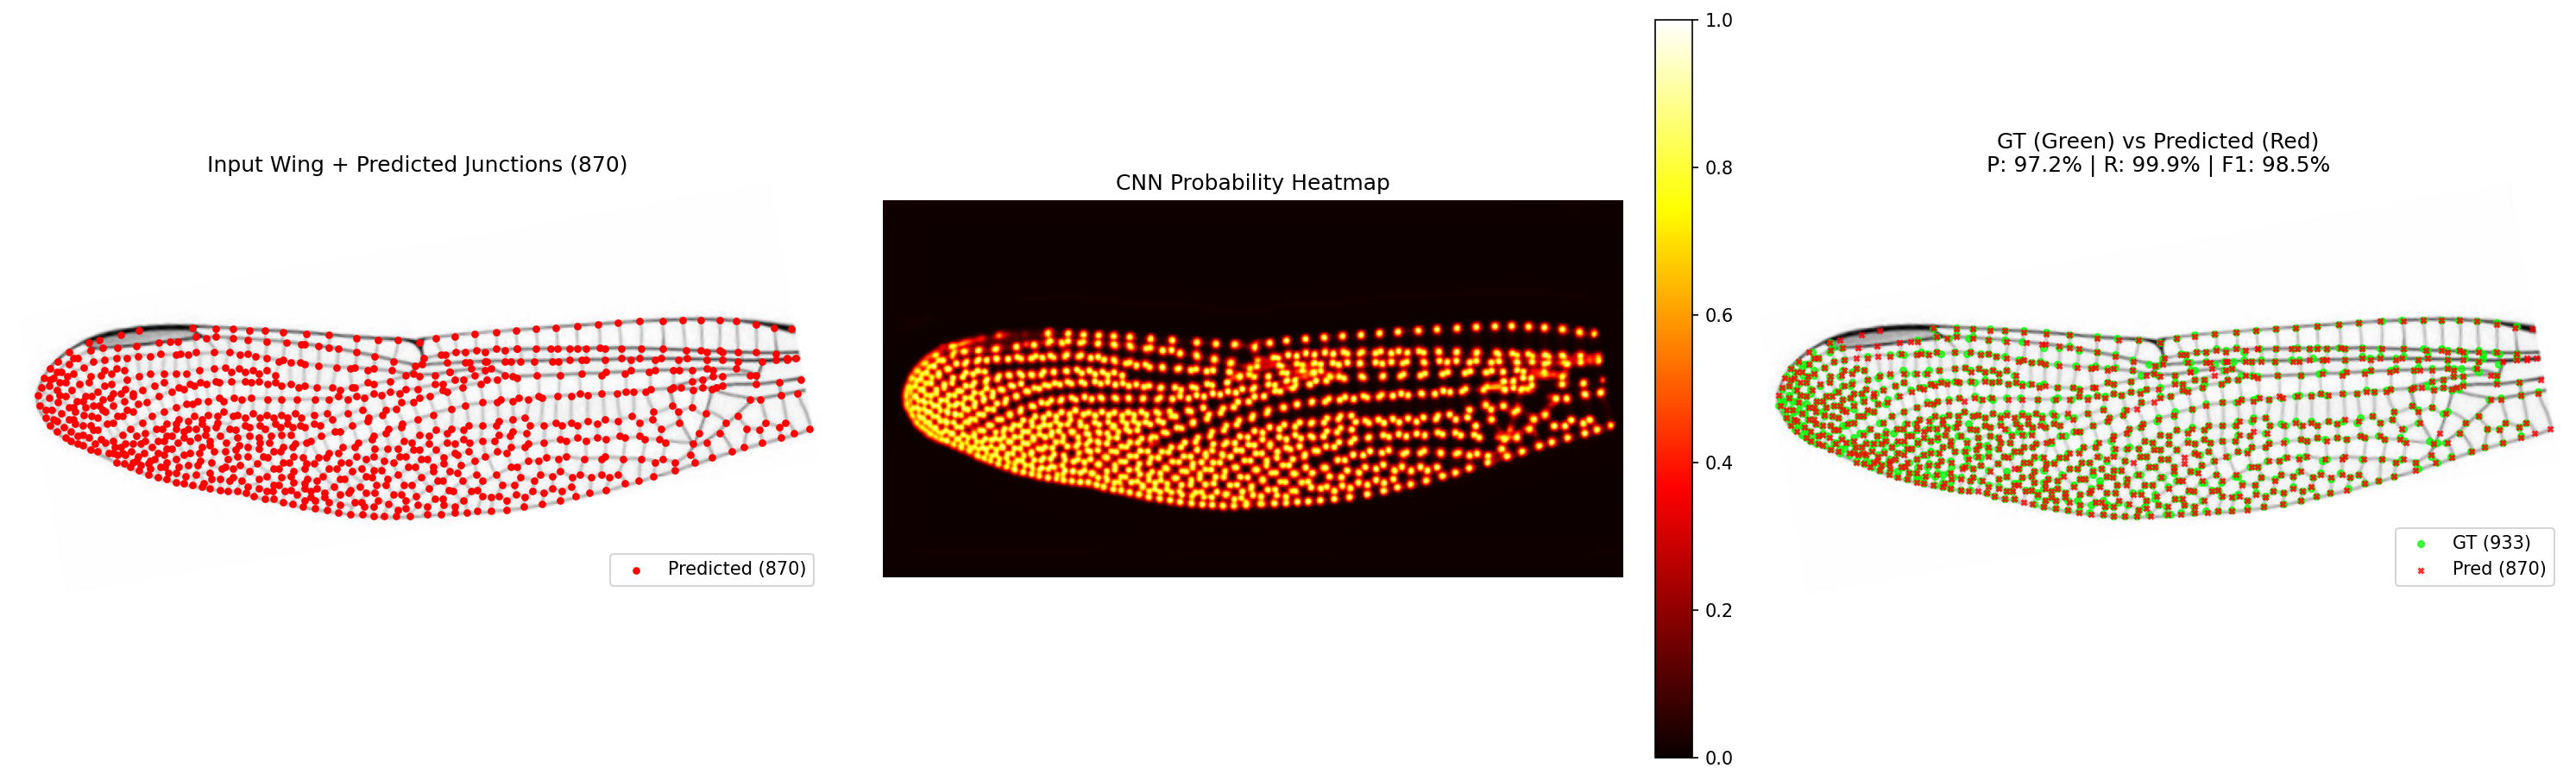 Input Wing + Predicted Junctions (870)
Predicted (870)
CNN Probability Heatmap
1.0
0.8
0.6
0.4
0.2
0.0
GT (Green) vs Predicted (Red)
P: 97.2% | R: 99.9% | F1: 98.5%
GT (933)
Pred (870)